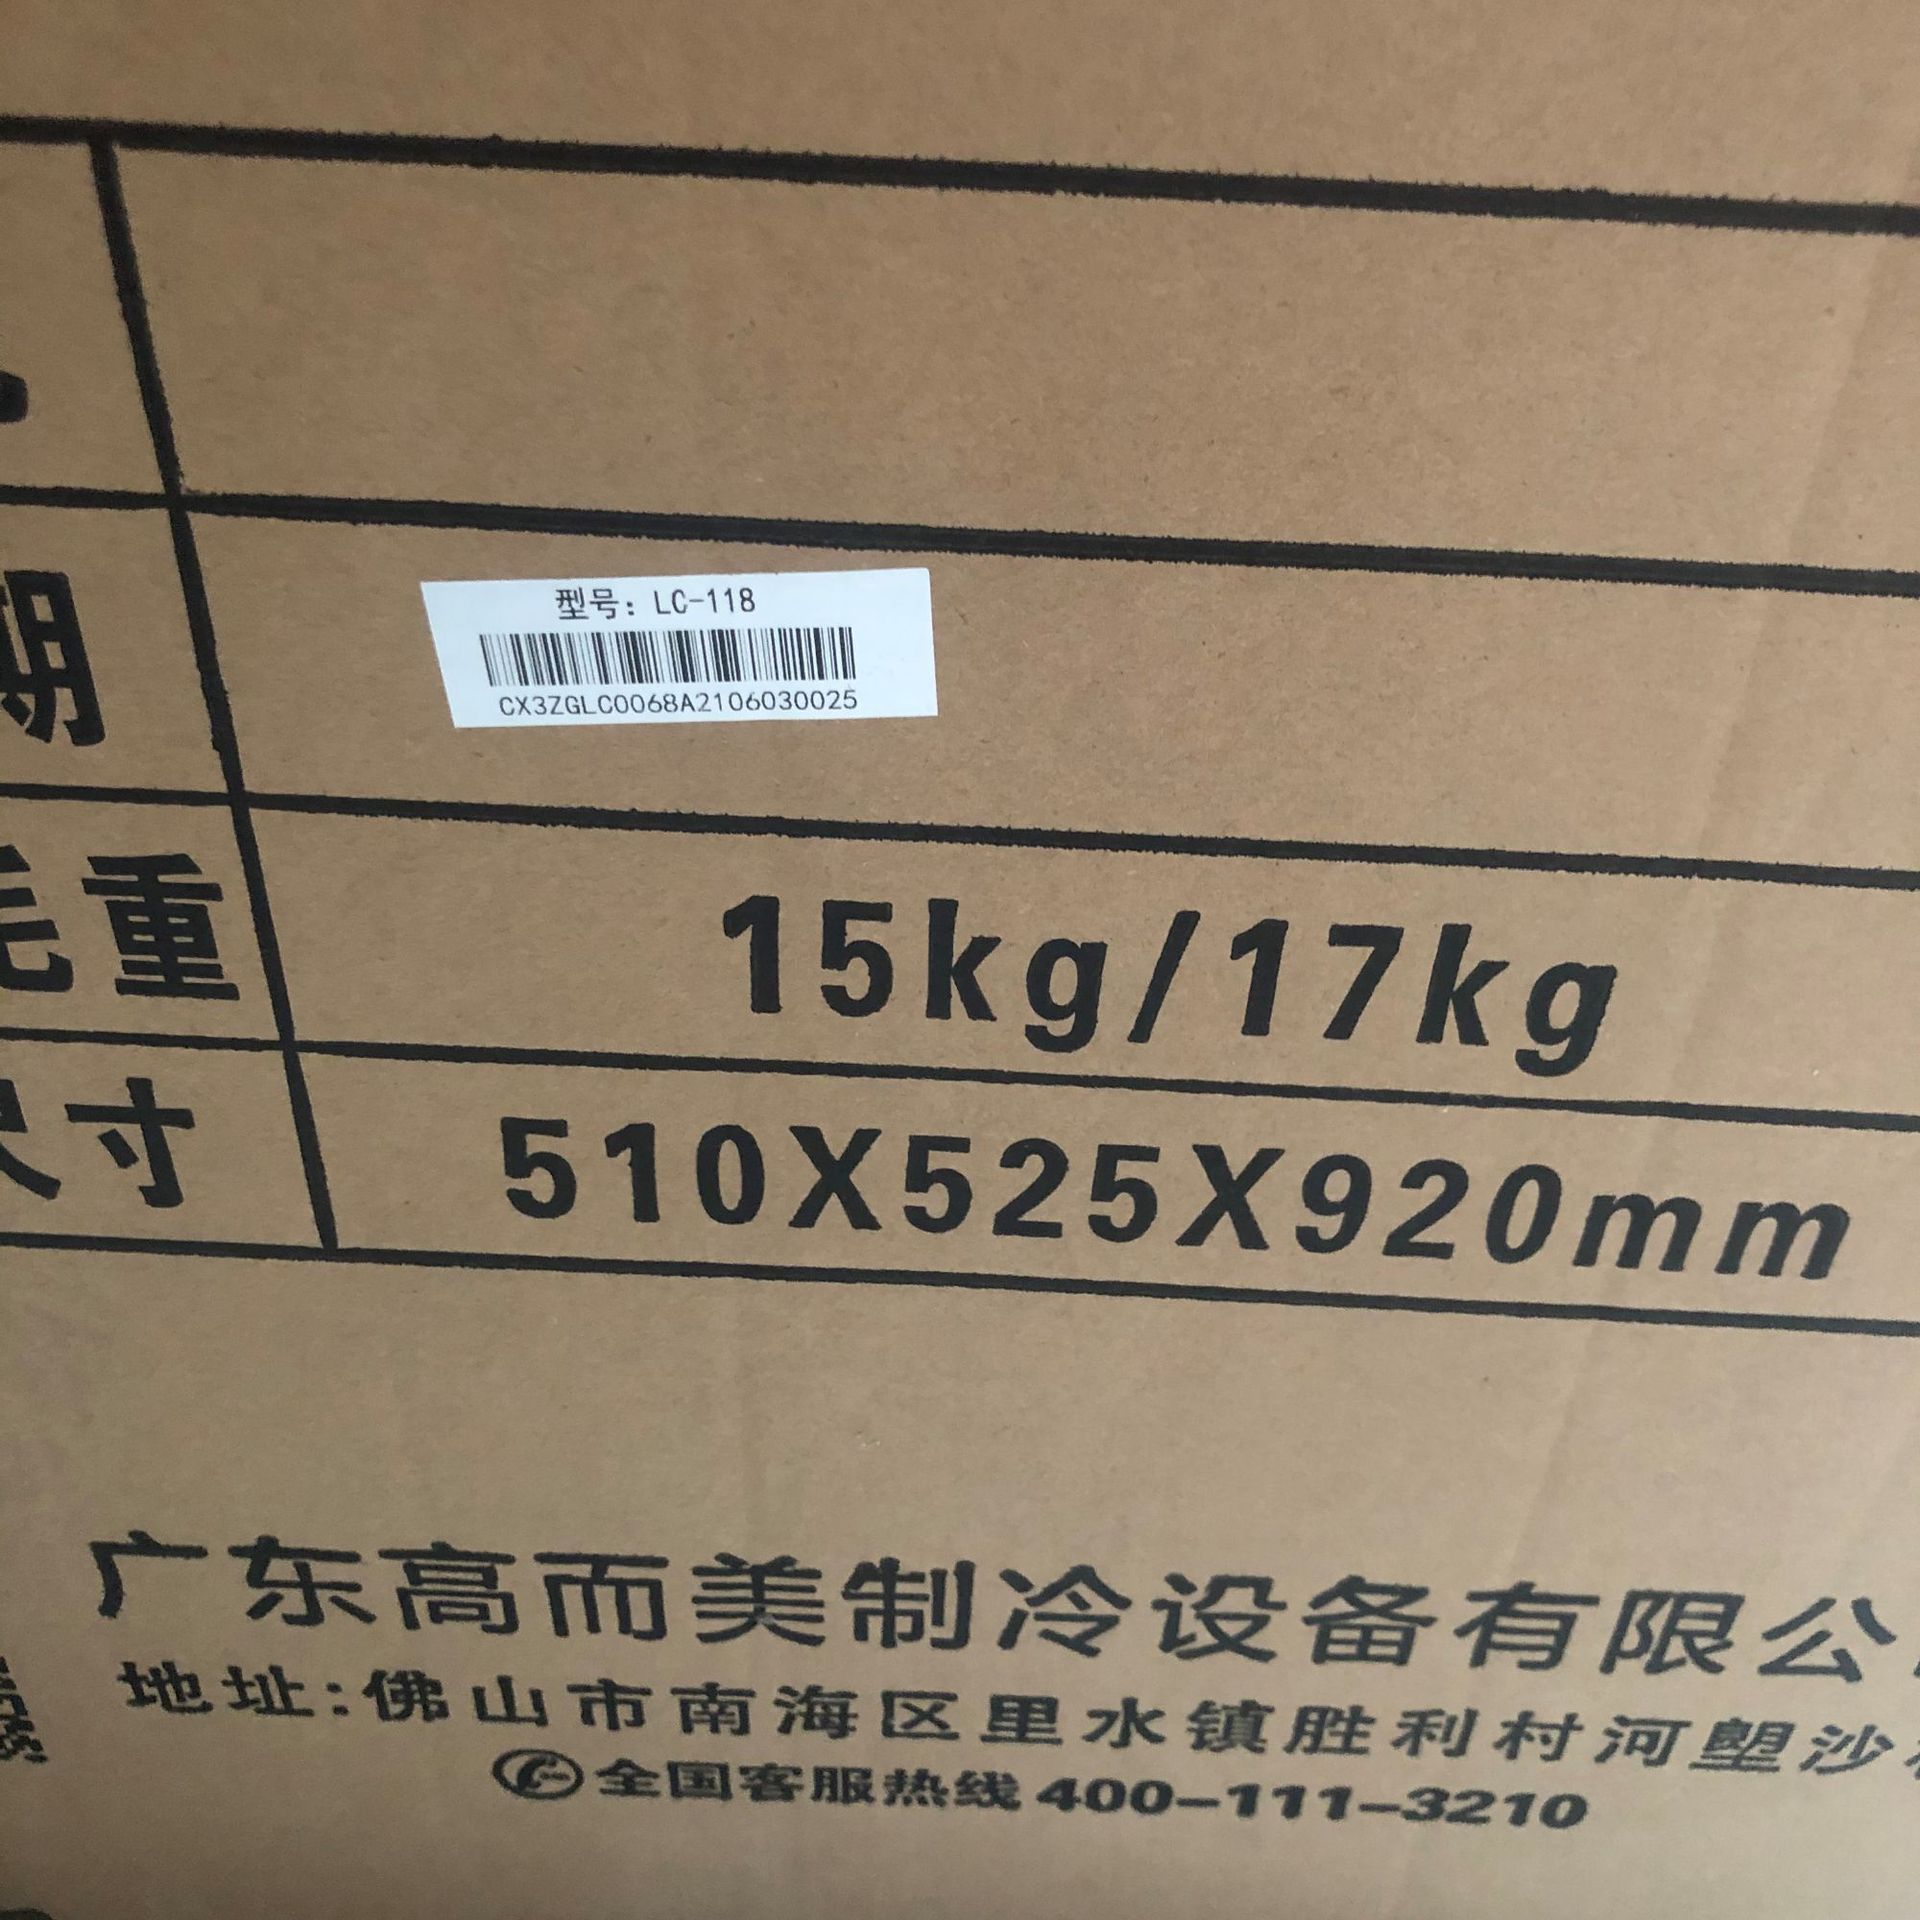 期
型号: LC-118
CX3ZGLC0068A2106030025
毛重 15kg/17kg
尺寸 510X525X920mm
广东高而美制冷设备有限公
地址:佛山市南海区里水镇胜利村河塱沙
全国客服热线 400-111-3210